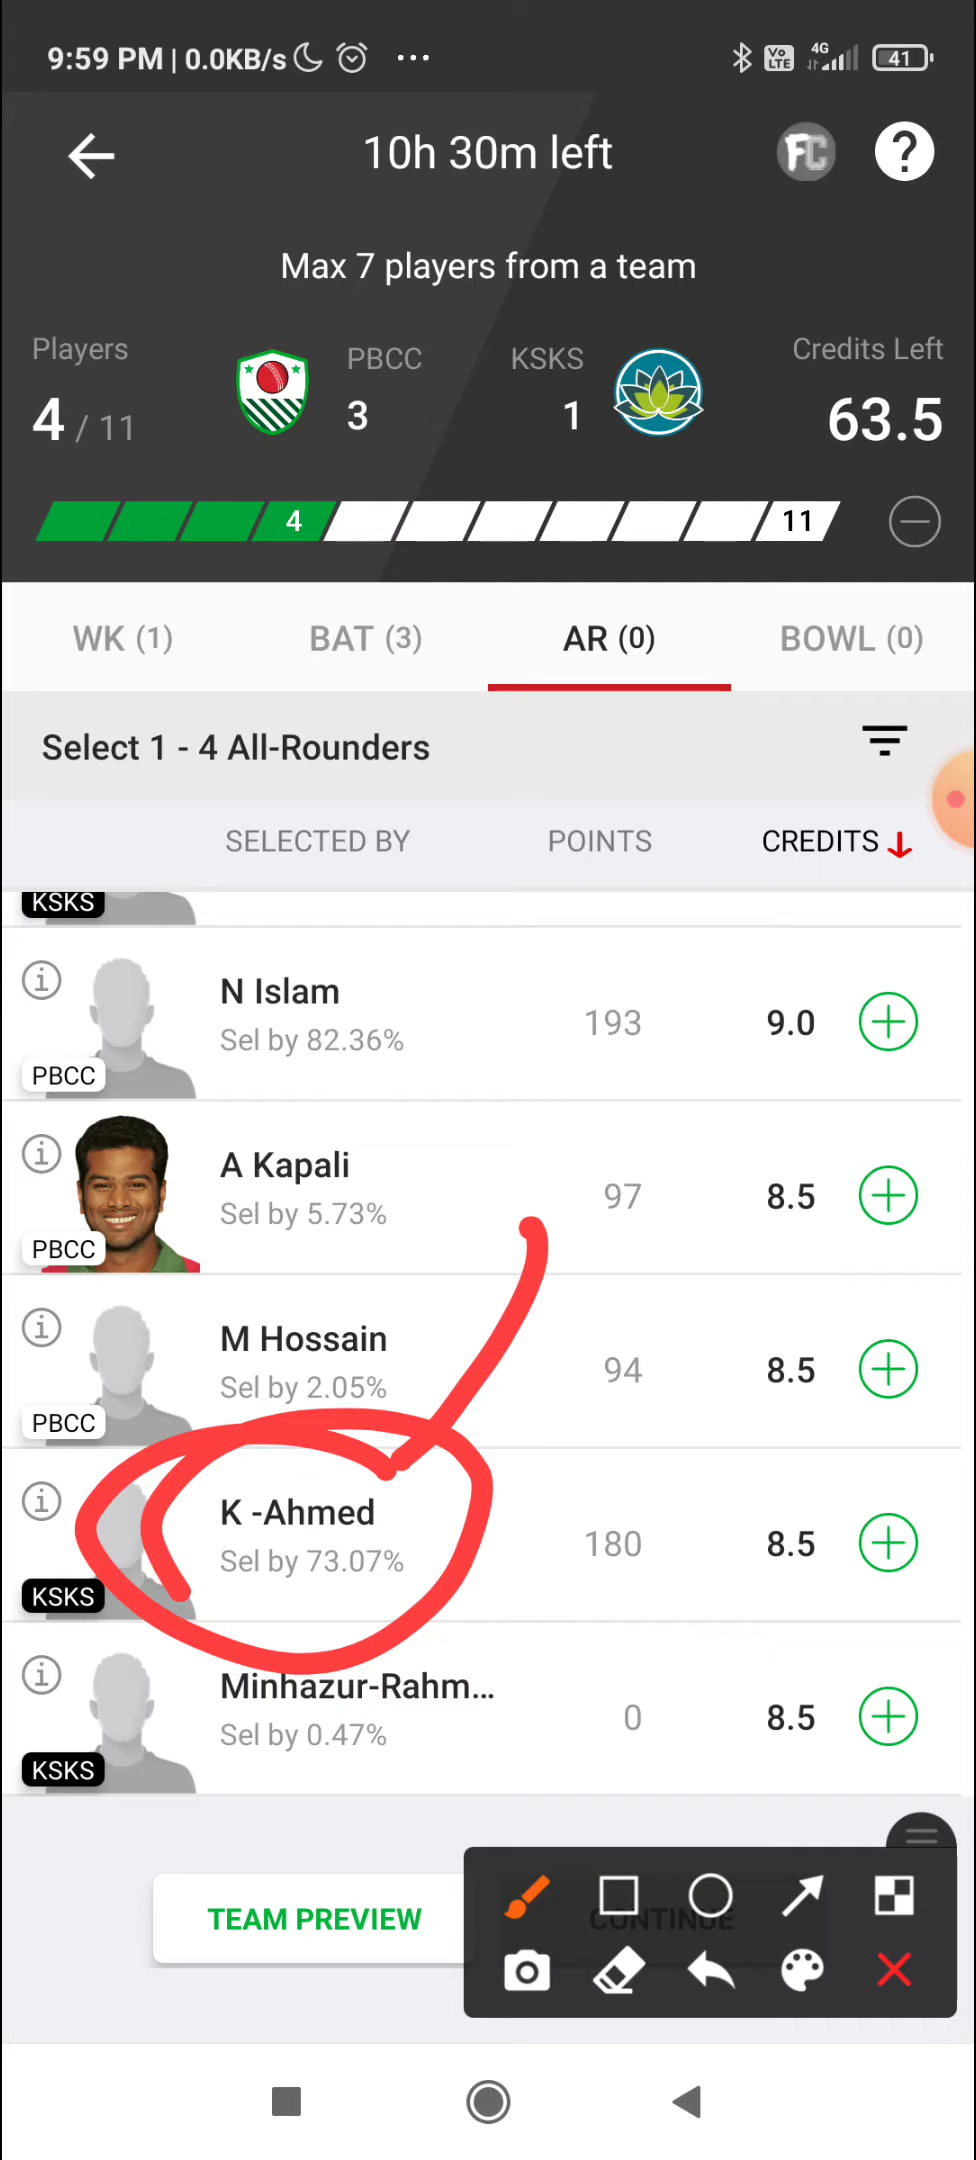 9:59 PM | 0.0KB/s ... Vo LTE 4G 41
10h 30m left FC ?
Max 7 players from a team
Players PBCC KSKS Credits Left
4 / 11 3 1 63.5
4 11
WK (1) BAT (3) AR (0) BOWL (0)
Select 1 - 4 All-Rounders
SELECTED BY POINTS CREDITS
KSKS
N Islam
Sel by 82.36% 193 9.0
PBCC
A Kapali
Sel by 5.73% 97 8.5
PBCC
M Hossain
Sel by 2.05% 94 8.5
PBCC
K -Ahmed
Sel by 73.07% 180 8.5
KSKS
Minhazur-Rahm...
Sel by 0.47% 0 8.5
KSKS
TEAM PREVIEW CONTINUE